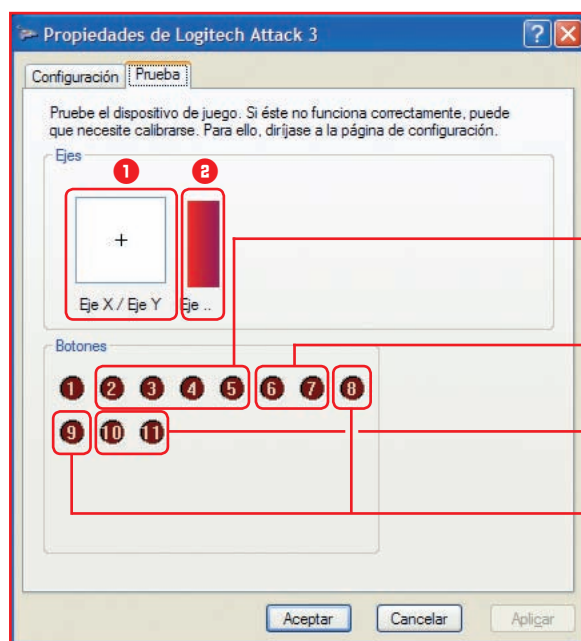 Propiedades de Logitech Attack 3
Configuración Prueba
Pruebe el dispositivo de juego. Si éste no funciona correctamente, puede
que necesite calibrarse. Para ello, diríjase a la página de configuración.
Ejes
1 2
Eje X / Eje Y Eje ..
Botones
1 2 3 4 5 6 7 8
9 10 11
Aceptar Cancelar Aplicar